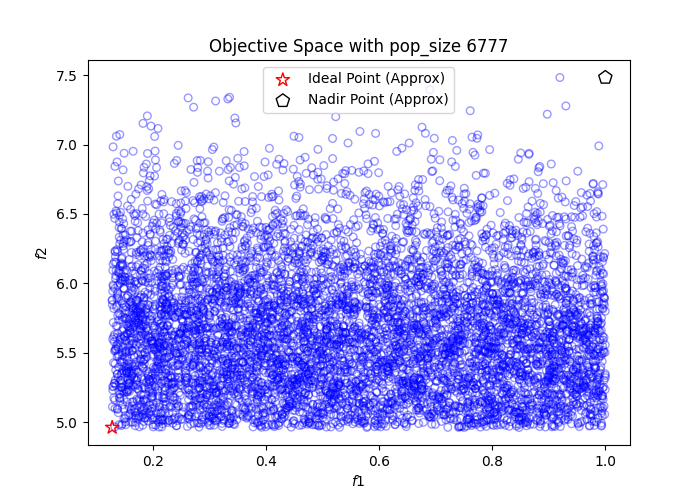 Objective Space with pop_size 6777
Ideal Point (Approx)
Nadir Point (Approx)
f2
7.5
7.0
6.5
6.0
5.5
5.0
0.2 0.4 0.6 0.8 1.0
f1